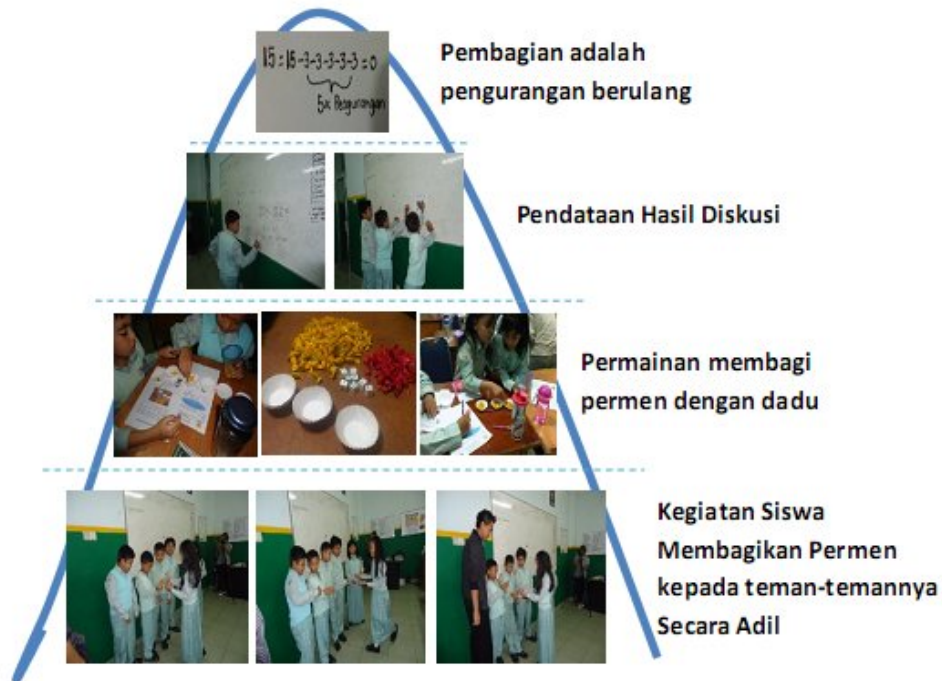 15 = 15-3-3-3-3-3 = 0
5x Pengurangan
Pembagian adalah
pengurangan berulang
Pendataan Hasil Diskusi
Permainan membagi
permen dengan dadu
Kegiatan Siswa
Membagikan Permen
kepada teman-temannya
Secara Adil